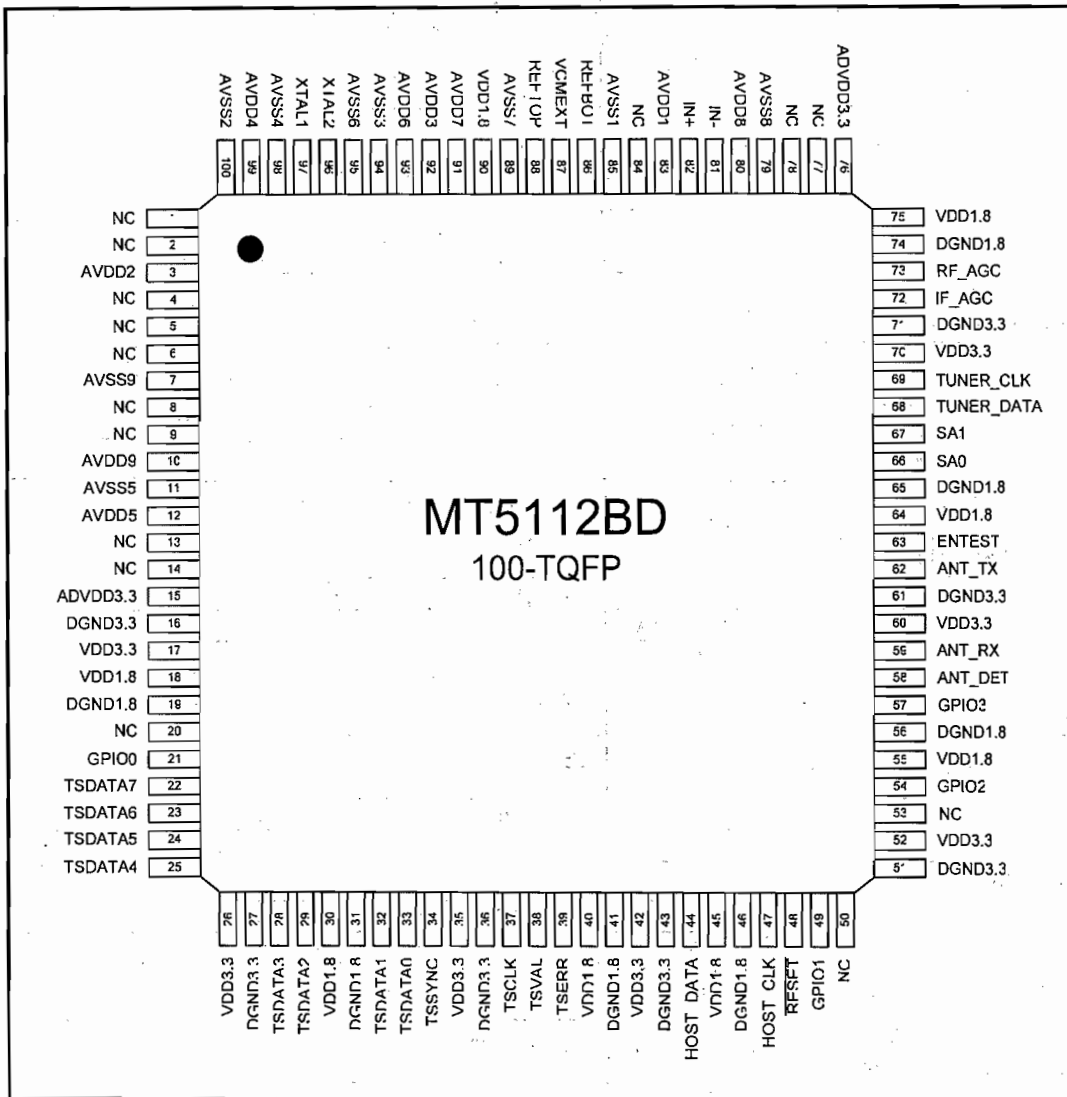 AVSS2 AVDD4 AVSS4 XTAL1 XTAL2 AVSS6 AVSS3 AVDD6 AVDD3 AVDD7 VDD1.8 AVSS7 REFTOP VCMEXT REFBOT AVSS1 NC AVDD1 IN+ IN- AVDD8 AVSS8 NC NC ADVDD3.3
100 99 98 97 96 95 94 93 92 91 90 89 88 87 86 85 84 83 82 81 80 79 78 77 76
NC
NC 2
AVDD2 3
NC 4
NC 5
NC 6
AVSS9 7
NC 8
NC 9
AVDD9 10
AVSS5 11
AVDD5 12
NC 13
NC 14
ADVDD3.3 15
DGND3.3 16
VDD3.3 17
VDD1.8 18
DGND1.8 19
NC 20
GPIO0 21
TSDATA7 22
TSDATA6 23
TSDATA5 24
TSDATA4 25
MT5112BD
100-TQFP
75 VDD1.8
74 DGND1.8
73 RF_AGC
72 IF_AGC
71 DGND3.3
70 VDD3.3
69 TUNER_CLK
68 TUNER_DATA
67 SA1
66 SA0
65 DGND1.8
64 VDD1.8
63 ENTEST
62 ANT_TX
61 DGND3.3
60 VDD3.3
59 ANT_RX
58 ANT_DET
57 GPIO3
56 DGND1.8
55 VDD1.8
54 GPIO2
53 NC
52 VDD3.3
51 DGND3.3
26 27 28 29 30 31 32 33 34 35 36 37 38 39 40 41 42 43 44 45 46 47 48 49 50
VDD3.3 DGND3.3 TSDATA3 TSDATA2 VDD1.8 DGND1.8 TSDATA1 TSDATA0 TSSYNC VDD3.3 DGND3.3 TSCLK TSVAL TSERR VDD1.8 DGND1.8 VDD3.3 DGND3.3 HOST_DATA VDD1.8 DGND1.8 HOST_CLK RESET GPIO1 NC